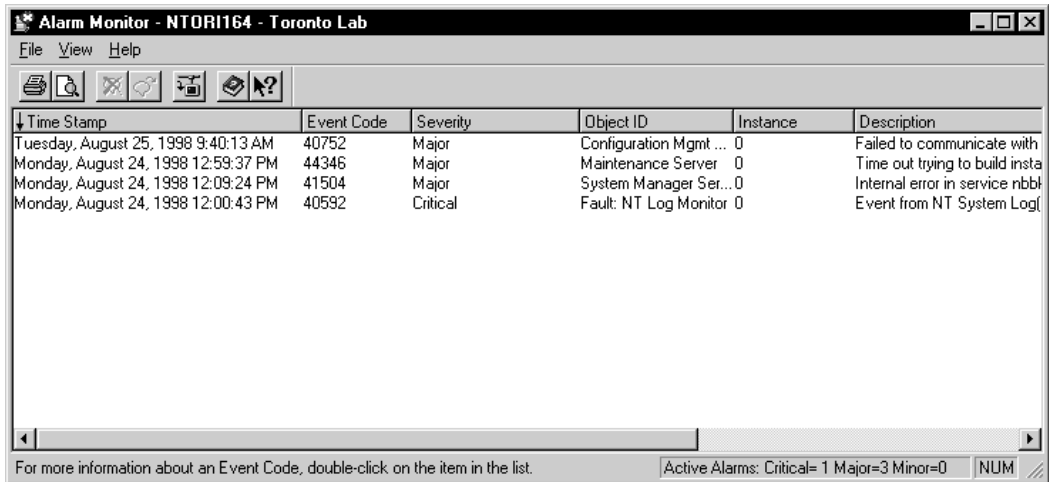 Alarm Monitor - NTORI164 - Toronto Lab
File View Help
Time Stamp Event Code Severity Object ID Instance Description
Tuesday, August 25, 1998 9:40:13 AM 40752 Major Configuration Mgmt ... 0 Failed to communicate with
Monday, August 24, 1998 12:59:37 PM 44346 Major Maintenance Server 0 Time out trying to build insta
Monday, August 24, 1998 12:09:24 PM 41504 Major System Manager Ser... 0 Internal error in service
Monday, August 24, 1998 12:00:43 PM 40592 Critical Fault: NT Log Monitor 0 Event from NT System Log(
For more information about an Event Code, double-click on the item in the list. Active Alarms: Critical= 1 Major=3 Minor=0 NUM